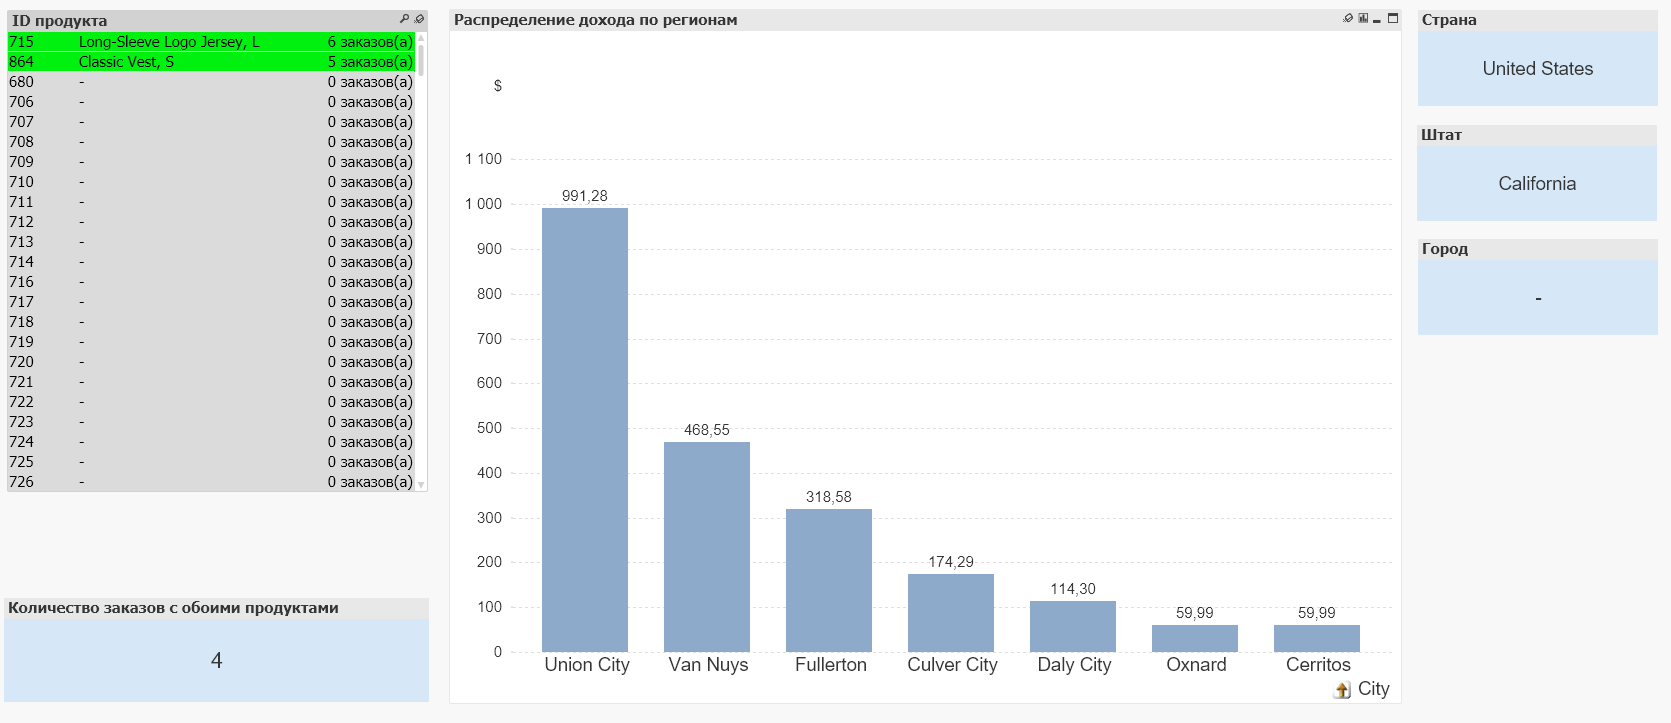 ID продукта
715 Long-Sleeve Logo Jersey, L 6 заказов(а)
864 Classic Vest, S 5 заказов(а)
680 - 0 заказов(а)
706 - 0 заказов(а)
707 - 0 заказов(а)
708 - 0 заказов(а)
709 - 0 заказов(а)
710 - 0 заказов(а)
711 - 0 заказов(а)
712 - 0 заказов(а)
713 - 0 заказов(а)
714 - 0 заказов(а)
716 - 0 заказов(а)
717 - 0 заказов(а)
718 - 0 заказов(а)
719 - 0 заказов(а)
720 - 0 заказов(а)
721 - 0 заказов(а)
722 - 0 заказов(а)
723 - 0 заказов(а)
724 - 0 заказов(а)
725 - 0 заказов(а)
726 - 0 заказов(а)
Количество заказов с обоими продуктами
4
Распределение дохода по регионам
$
1 100
1 000
900
800
700
600
500
400
300
200
100
0
991,28
468,55
318,58
174,29
114,30
59,99
59,99
Union City Van Nuys Fullerton Culver City Daly City Oxnard Cerritos
City
Страна
United States
Штат
California
Город
-